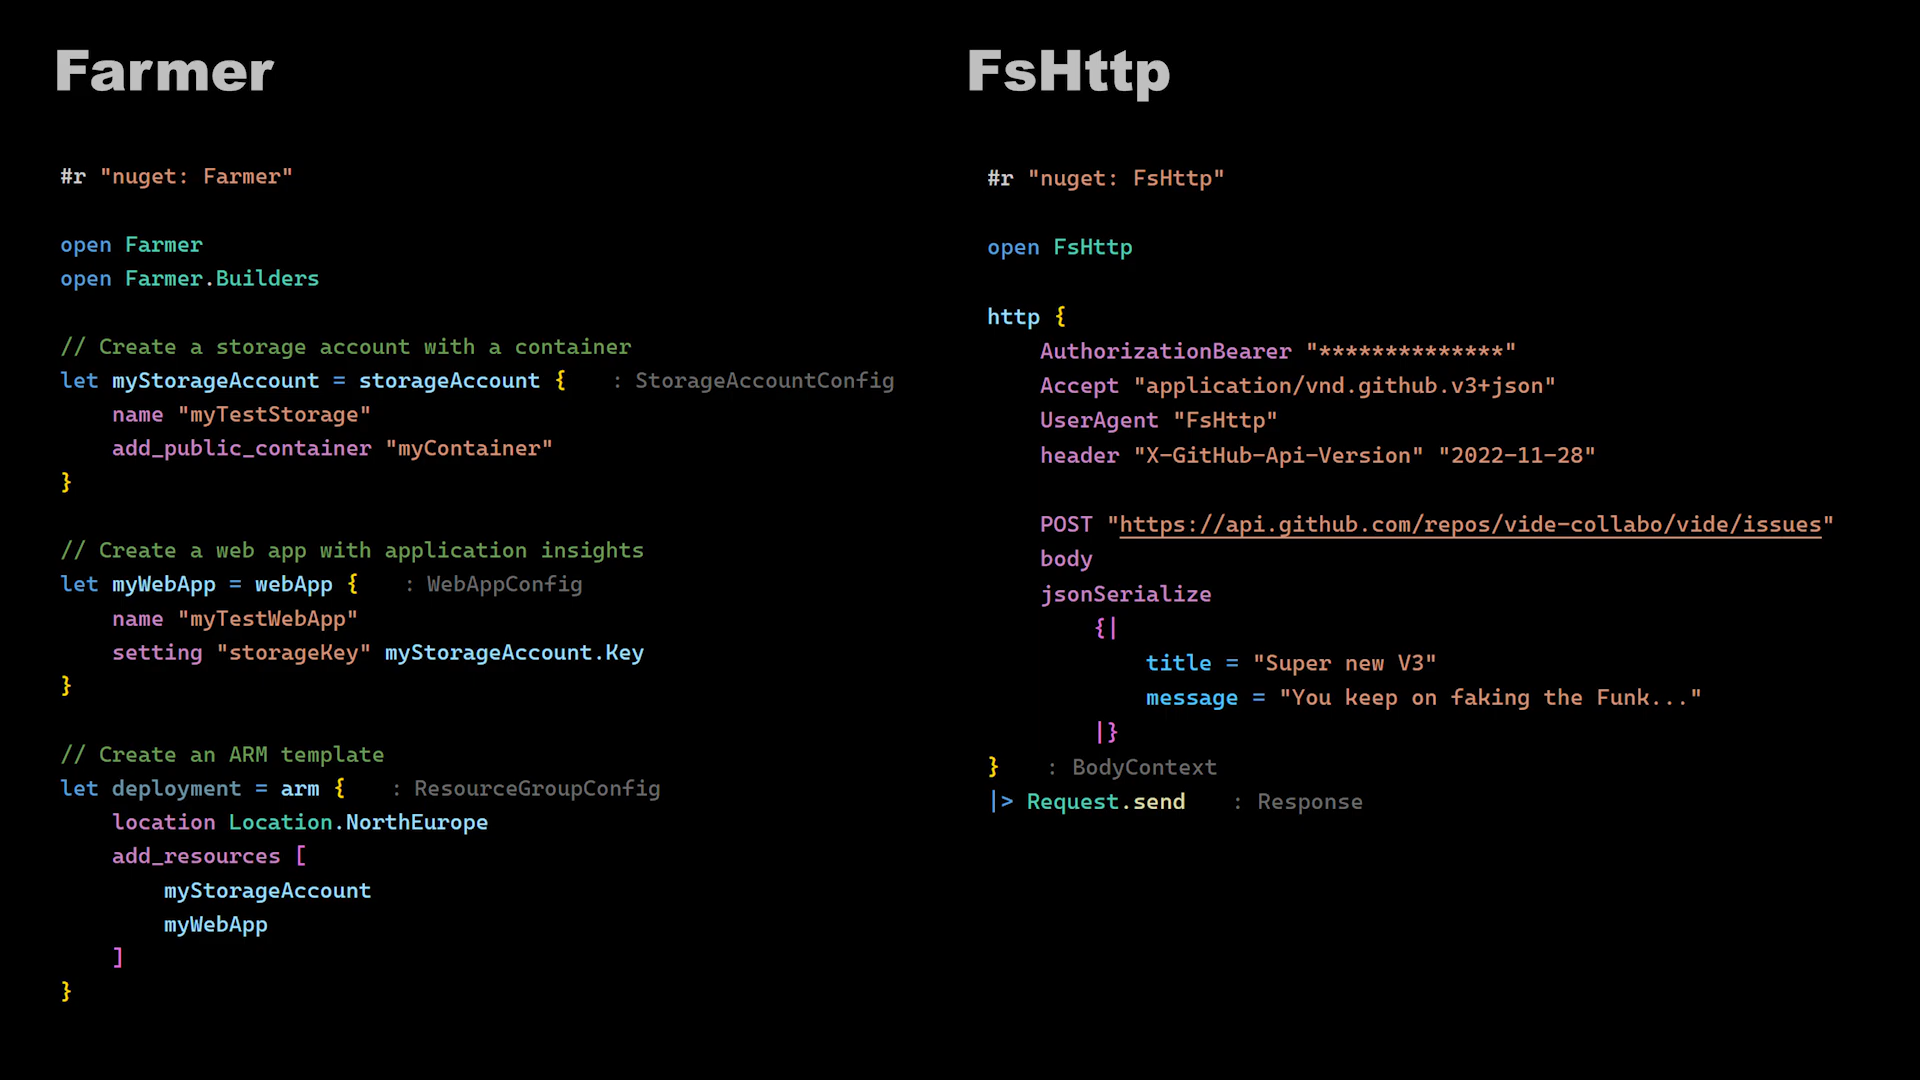 Farmer
#r "nuget: Farmer"
open Farmer
open Farmer.Builders
// Create a storage account with a container
let myStorageAccount = storageAccount {    : StorageAccountConfig
    name "myTestStorage"
    add_public_container "myContainer"
}
// Create a web app with application insights
let myWebApp = webApp {    : WebAppConfig
    name "myTestWebApp"
    setting "storageKey" myStorageAccount.Key
}
// Create an ARM template
let deployment = arm {    : ResourceGroupConfig
    location Location.NorthEurope
    add_resources [
        myStorageAccount
        myWebApp
    ]
}
FsHttp
#r "nuget: FsHttp"
open FsHttp
http {
    AuthorizationBearer "**************"
    Accept "application/vnd.github.v3+json"
    UserAgent "FsHttp"
    header "X-GitHub-Api-Version" "2022-11-28"
    POST "https://api.github.com/repos/vide-collabo/vide/issues"
    body
    jsonSerialize
        {|
            title = "Super new V3"
            message = "You keep on faking the Funk..."
        |}
}    : BodyContext
|> Request.send    : Response